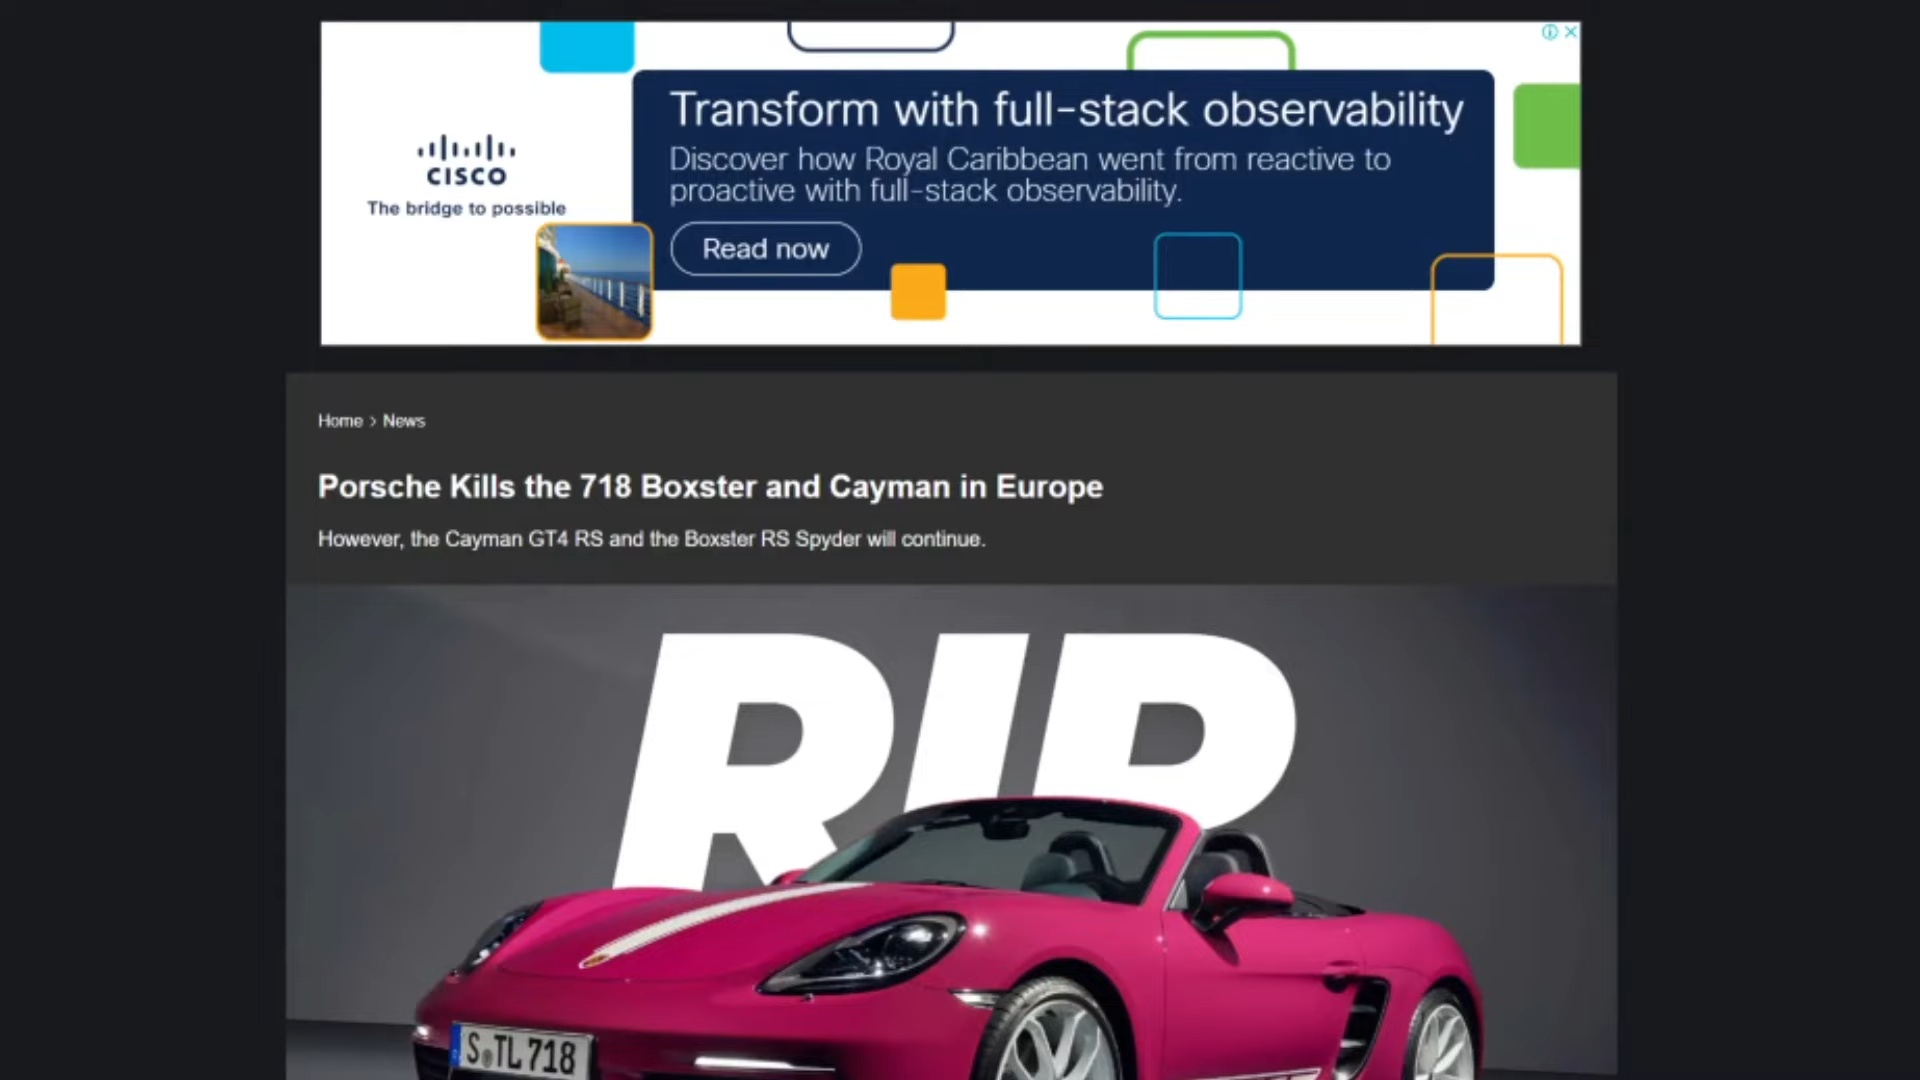 CISCO
The bridge to possible
Transform with full-stack observability
Discover how Royal Caribbean went from reactive to
proactive with full-stack observability.
Read now
Home > News
Porsche Kills the 718 Boxster and Cayman in Europe
However, the Cayman GT4 RS and the Boxster RS Spyder will continue.
RIP
S TL 718